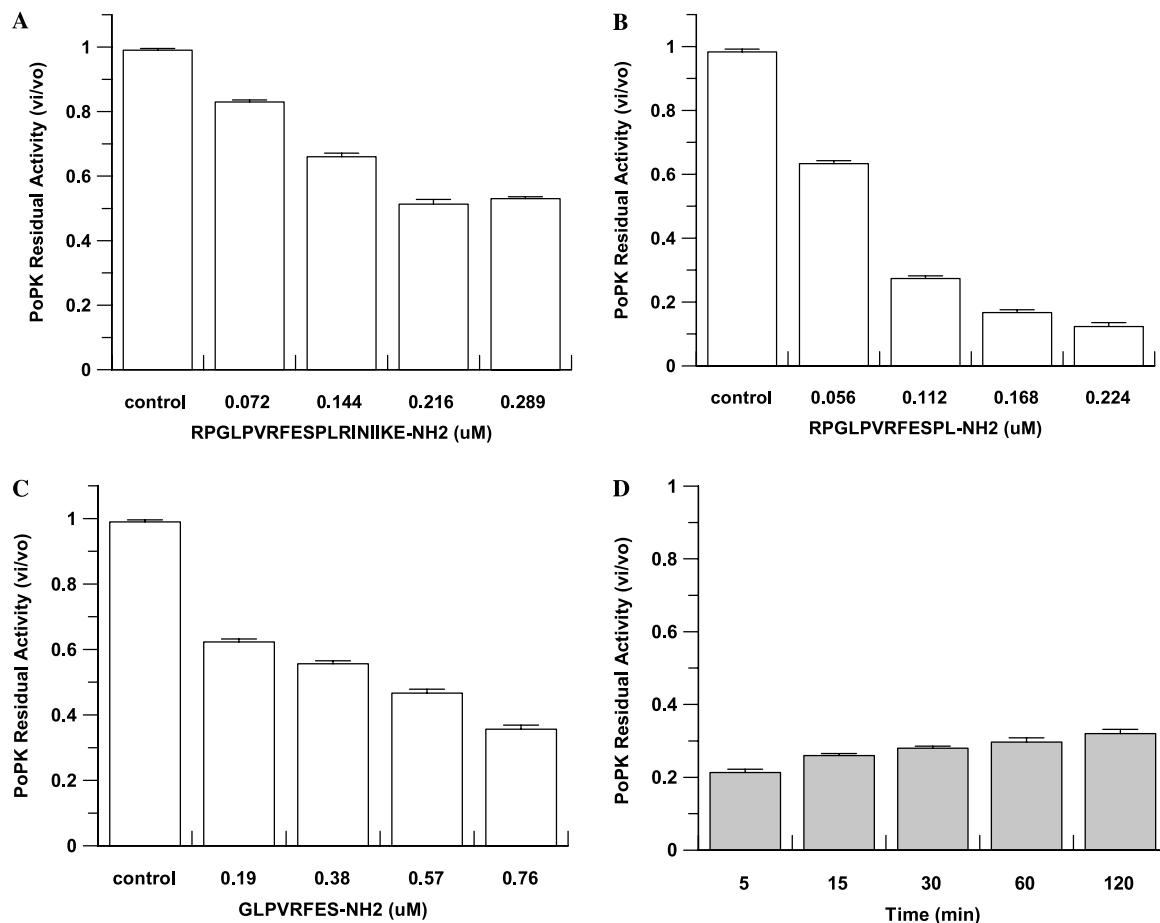 A
PoPK Residual Activity (vi/vo)
1
0.8
0.6
0.4
0.2
0
control 0.072 0.144 0.216 0.289
RPGLPVRFESPLRINIIKE-NH2 (uM)
B
PoPK Residual Activity (vi/vo)
1
0.8
0.6
0.4
0.2
0
control 0.056 0.112 0.168 0.224
RPGLPVRFESPL-NH2 (uM)
C
PoPK Residual Activity (vi/vo)
1
0.8
0.6
0.4
0.2
0
control 0.19 0.38 0.57 0.76
GLPVRFES-NH2 (uM)
D
PoPK Residual Activity (vi/vo)
1
0.8
0.6
0.4
0.2
0
5 15 30 60 120
Time (min)